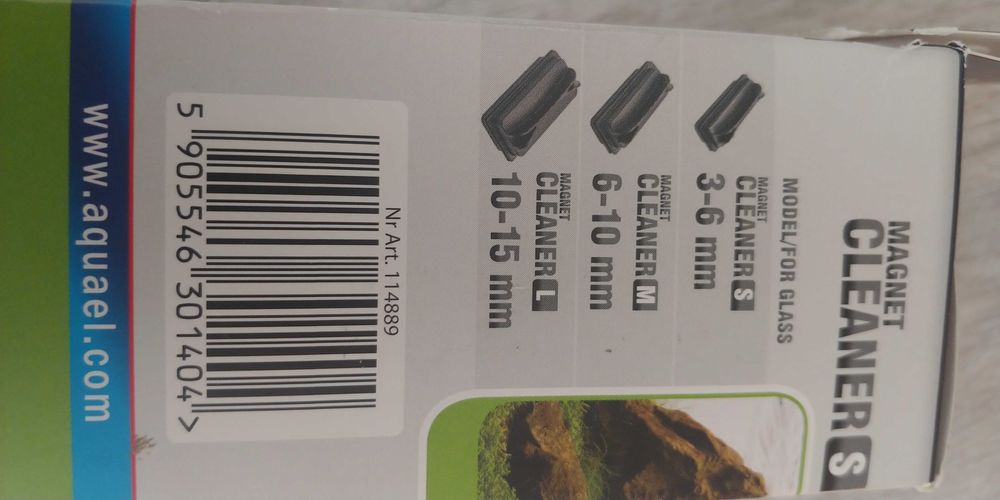 MAGNET
CLEANER S
MODEL/FOR GLASS
MAGNET
CLEANER S
3-6 mm
MAGNET
CLEANER M
6-10 mm
MAGNET
CLEANER L
10-15 mm
Nr Art. 114889
5 905546 301404 >
www.aquael.com